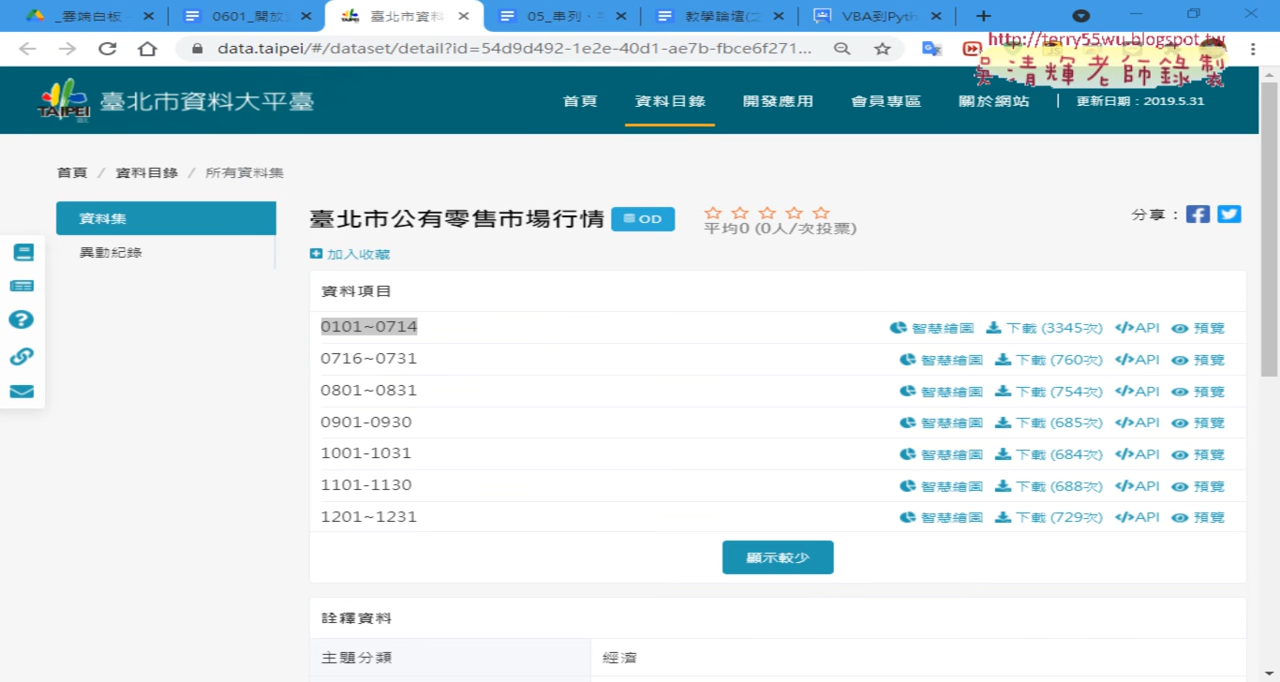 _雲端白板
0601_開放
臺北市資料
05_串列、
教學論壇(之
VBA到Pyth
data.taipei/#/dataset/detail?id=54d9d492-1e2e-40d1-ae7b-fbce6f271...
http://terry55wu.blogspot.tw
吳清輝老師錄製
TAIPEI
臺北市資料大平臺
首頁
資料目錄
開發應用
會員專區
關於網站
更新日期：2019.5.31
首頁 / 資料目錄 / 所有資料集
資料集
異動紀錄
臺北市公有零售市場行情
OD
平均0 (0人/次投票)
分享：
加入收藏
資料項目
0101~0714 智慧繪圖 下載 (3345次) </>API 預覽
0716~0731 智慧繪圖 下載 (760次) </>API 預覽
0801~0831 智慧繪圖 下載 (754次) </>API 預覽
0901-0930 智慧繪圖 下載 (685次) </>API 預覽
1001-1031 智慧繪圖 下載 (684次) </>API 預覽
1101-1130 智慧繪圖 下載 (688次) </>API 預覽
1201~1231 智慧繪圖 下載 (729次) </>API 預覽
顯示較少
詮釋資料
主題分類 經濟